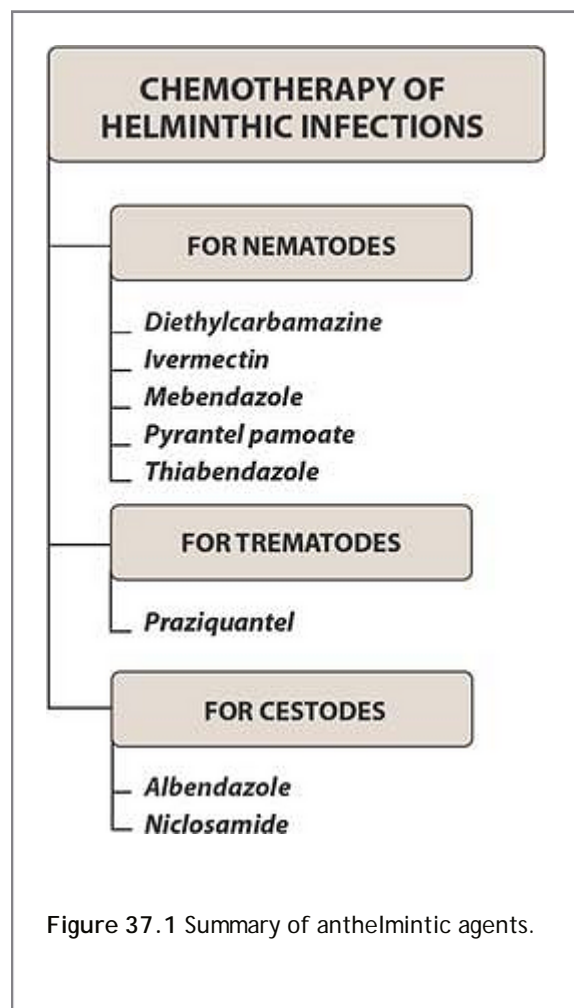 CHEMOTHERAPY OF
HELMINTHIC INFECTIONS
FOR NEMATODES
Diethylcarbamazine
Ivermectin
Mebendazole
Pyrantel pamoate
Thiabendazole
FOR TREMATODES
Praziquantel
FOR CESTODES
Albendazole
Niclosamide
Figure 37.1 Summary of anthelmintic agents.